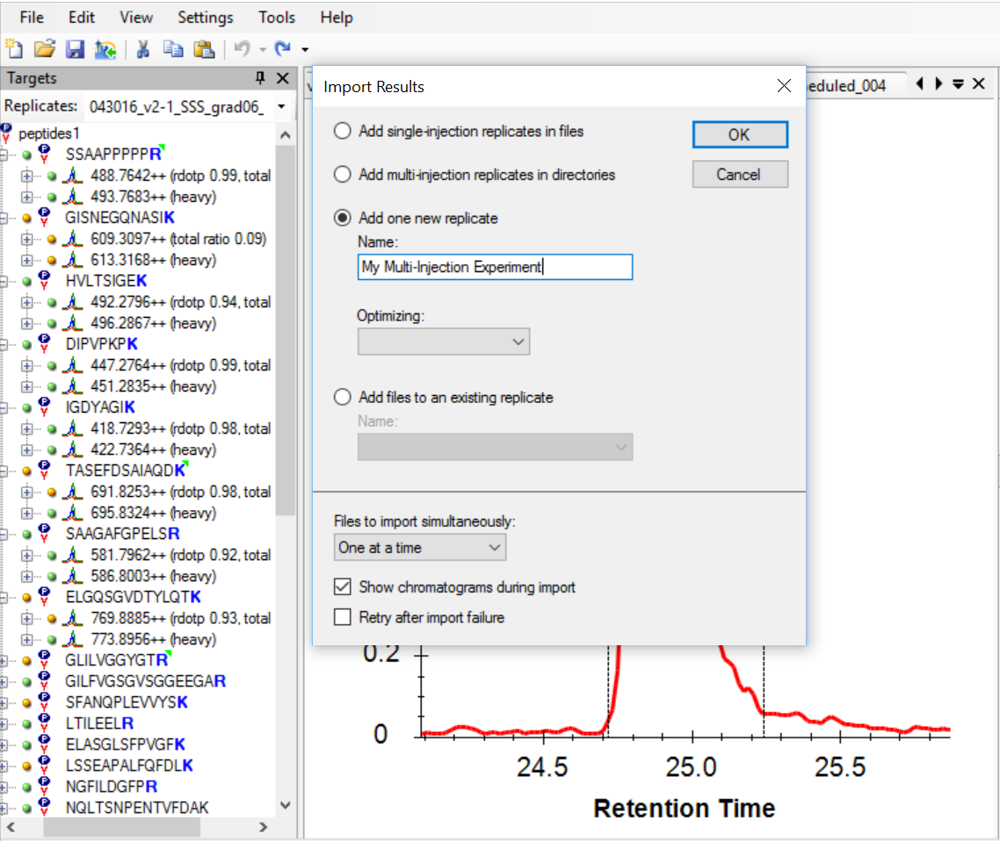 File Edit View Settings Tools Help
Targets
Replicates: 043016_v2-1_SSS_grad06_
peptides1
SSAAPPPPPR
488.7642++ (rdotp 0.99, total
493.7683++ (heavy)
GISNEGQNASIK
609.3097++ (total ratio 0.09)
613.3168++ (heavy)
HVLTSIGEK
492.2796++ (rdotp 0.94, total
496.2867++ (heavy)
DIPVPKPK
447.2764++ (rdotp 0.99, total
451.2835++ (heavy)
IGDYAGIK
418.7293++ (rdotp 0.98, total
422.7364++ (heavy)
TASEFDSAIAQDK
691.8253++ (rdotp 0.98, total
695.8324++ (heavy)
SAAGAFGPELSR
581.7962++ (rdotp 0.92, total
586.8003++ (heavy)
ELGQSGVDTYLQTK
769.8885++ (rdotp 0.93, total
773.8956++ (heavy)
GLILVGGYGTR
GILFVGSGVSGGEEGAR
SFANQPLEVVYSK
LTILEELR
ELASGLSFPVGFK
LSSEAPALFQFDLK
NGFILDGFPR
NQLTSNPENTVFDAK
eduled_004
Import Results
Add single-injection replicates in files
OK
Add multi-injection replicates in directories
Cancel
Add one new replicate
Name:
My Multi-Injection Experiment
Optimizing:
Add files to an existing replicate
Name:
Files to import simultaneously:
One at a time
Show chromatograms during import
Retry after import failure
0.2
0
24.5 25.0 25.5
Retention Time